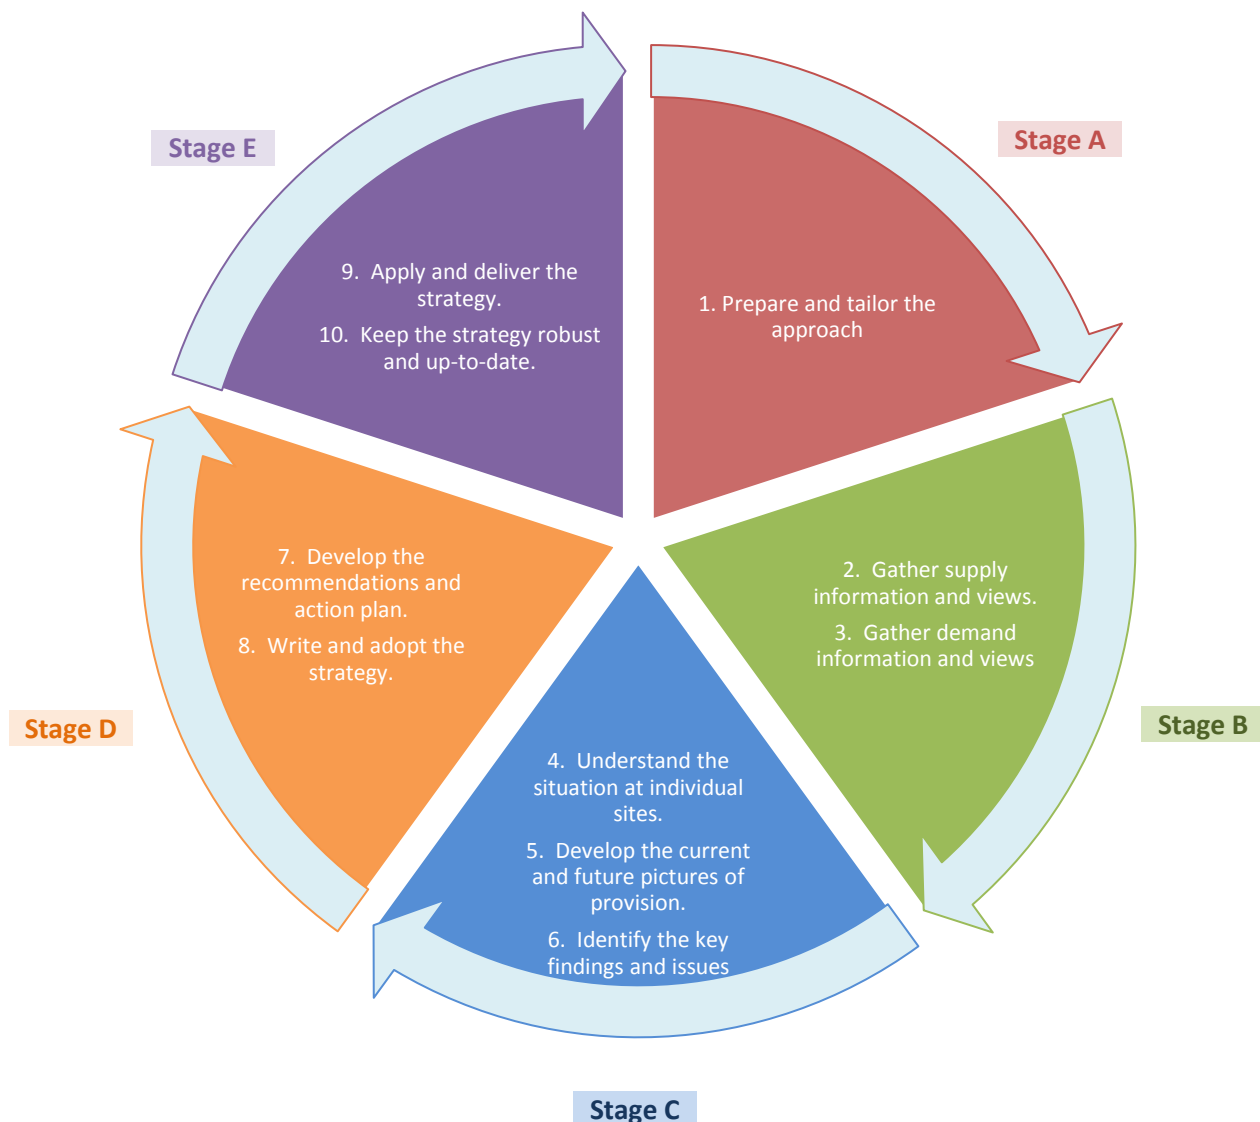 Stage A
1. Prepare and tailor the
approach
Stage B
2. Gather supply
information and views.
3. Gather demand
information and views
Stage C
4. Understand the
situation at individual
sites.
5. Develop the current
and future pictures of
provision.
6. Identify the key
findings and issues
Stage D
7. Develop the
recommendations and
action plan.
8. Write and adopt the
strategy.
Stage E
9. Apply and deliver the
strategy.
10. Keep the strategy robust
and up-to-date.